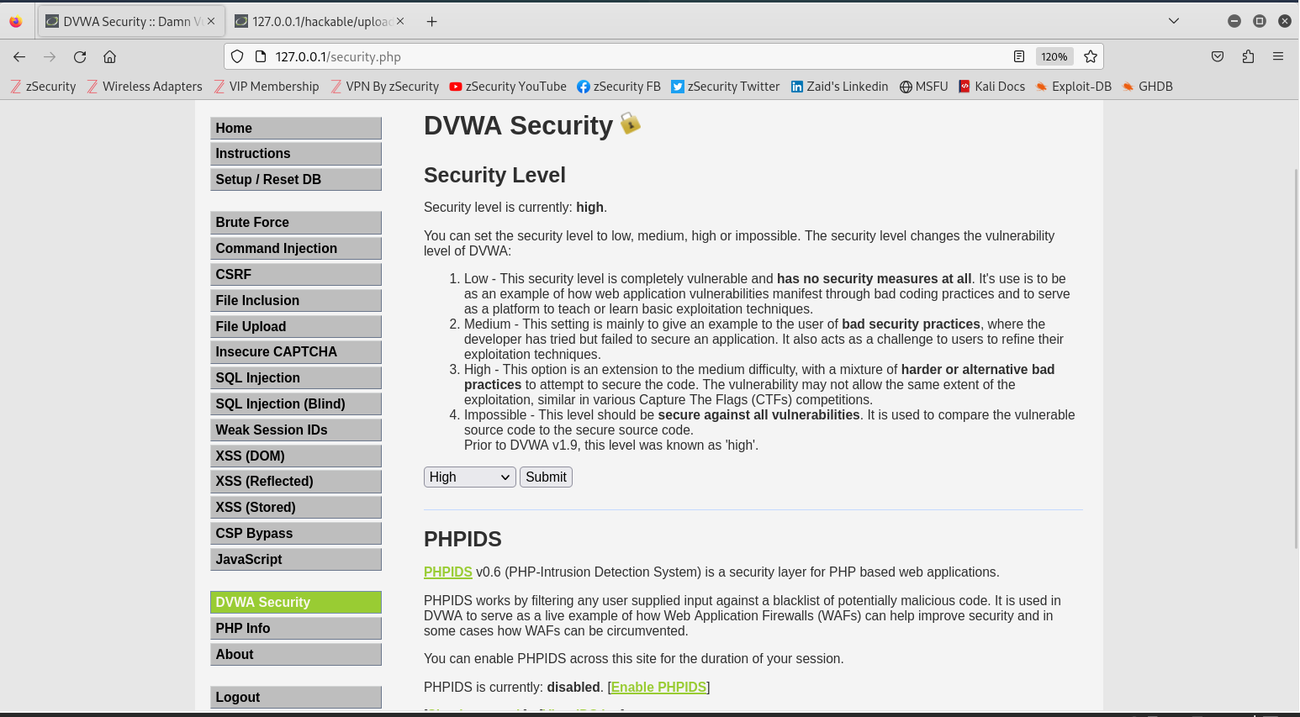 DVWA Security :: Damn Vu
127.0.0.1/hackable/uploac
127.0.0.1/security.php
120%
zSecurity
Wireless Adapters
VIP Membership
VPN By zSecurity
zSecurity YouTube
zSecurity FB
zSecurity Twitter
Zaid's Linkedin
MSFU
Kali Docs
Exploit-DB
GHDB
Home
Instructions
Setup / Reset DB
Brute Force
Command Injection
CSRF
File Inclusion
File Upload
Insecure CAPTCHA
SQL Injection
SQL Injection (Blind)
Weak Session IDs
XSS (DOM)
XSS (Reflected)
XSS (Stored)
CSP Bypass
JavaScript
DVWA Security
PHP Info
About
Logout
DVWA Security
Security Level
Security level is currently: high.
You can set the security level to low, medium, high or impossible. The security level changes the vulnerability
level of DVWA:
1. Low - This security level is completely vulnerable and has no security measures at all. It's use is to be
as an example of how web application vulnerabilities manifest through bad coding practices and to serve
as a platform to teach or learn basic exploitation techniques.
2. Medium - This setting is mainly to give an example to the user of bad security practices, where the
developer has tried but failed to secure an application. It also acts as a challenge to users to refine their
exploitation techniques.
3. High - This option is an extension to the medium difficulty, with a mixture of harder or alternative bad
practices to attempt to secure the code. The vulnerability may not allow the same extent of the
exploitation, similar in various Capture The Flags (CTFs) competitions.
4. Impossible - This level should be secure against all vulnerabilities. It is used to compare the vulnerable
source code to the secure source code.
Prior to DVWA v1.9, this level was known as 'high'.
High
Submit
PHPIDS
PHPIDS v0.6 (PHP-Intrusion Detection System) is a security layer for PHP based web applications.
PHPIDS works by filtering any user supplied input against a blacklist of potentially malicious code. It is used in
DVWA to serve as a live example of how Web Application Firewalls (WAFs) can help improve security and in
some cases how WAFs can be circumvented.
You can enable PHPIDS across this site for the duration of your session.
PHPIDS is currently: disabled. [Enable PHPIDS]